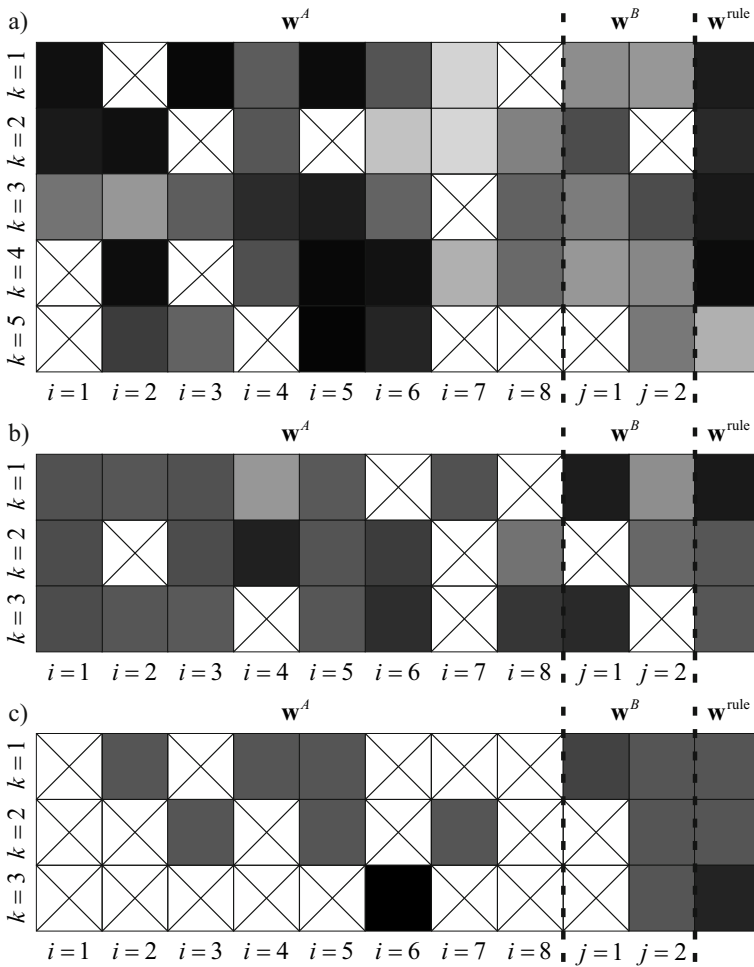 a) w^A w^B w^rule
k = 1
k = 2
k = 3
k = 4
k = 5
i = 1 i = 2 i = 3 i = 4 i = 5 i = 6 i = 7 i = 8 j = 1 j = 2
b) w^A w^B w^rule
k = 1
k = 2
k = 3
i = 1 i = 2 i = 3 i = 4 i = 5 i = 6 i = 7 i = 8 j = 1 j = 2
c) w^A w^B w^rule
k = 1
k = 2
k = 3
i = 1 i = 2 i = 3 i = 4 i = 5 i = 6 i = 7 i = 8 j = 1 j = 2